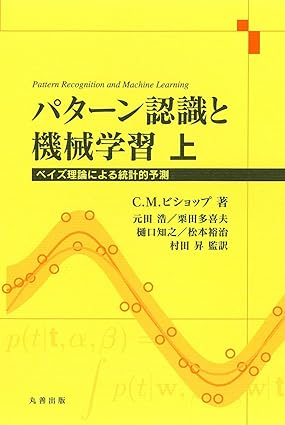 Pattern Recognition and Machine Learning
パターン認識と
機械学習 上
ベイズ理論による統計的予測
C.M.ビショップ 著
元田 浩／栗田多喜夫
樋口知之／松本裕治
村田 昇 監訳
p(t|t, α, β)
p(t|w
丸善出版